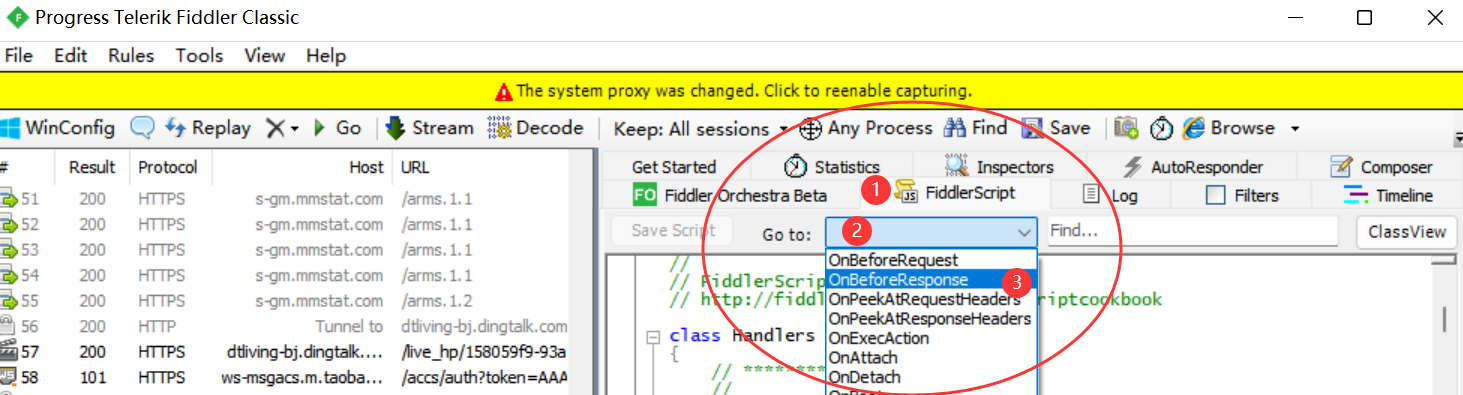 Progress Telerik Fiddler Classic
File Edit Rules Tools View Help
The system proxy was changed. Click to reenable capturing.
WinConfig Replay Go Stream Decode Keep: All sessions Any Process Find Save Browse
# Result Protocol Host URL
Get Started Statistics Inspectors AutoResponder Composer
FO Fiddler Orchestra Beta 1 JS FiddlerScript Log Filters Timeline
Save Script Go to: 2 Find... ClassView
51 200 HTTPS s-gm.mmstat.com /arms.1.1
52 200 HTTPS s-gm.mmstat.com /arms.1.1
53 200 HTTPS s-gm.mmstat.com /arms.1.1
54 200 HTTPS s-gm.mmstat.com /arms.1.1
55 200 HTTPS s-gm.mmstat.com /arms.1.2
56 200 HTTP Tunnel to dtliving-bj.dingtalk.com
57 200 HTTPS dtliving-bj.dingtalk.... /live_hp/158059f9-93a
58 101 HTTPS ws-msgacs.m.taoba... /accs/auth?token=AAA
OnBeforeRequest
OnBeforeResponse 3
OnPeekAtRequestHeaders
OnPeekAtResponseHeaders
OnExecAction
OnAttach
OnDetach
//
// FiddlerScrip
// http://fiddl riptcookbook
class Handlers
{
// *********
//